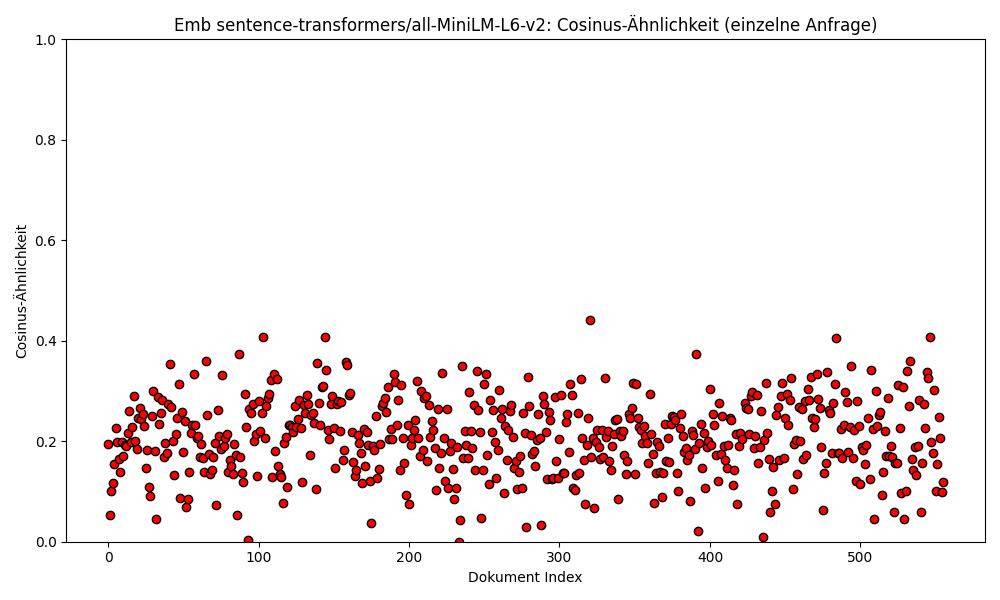 Emb sentence-transformers/all-MiniLM-L6-v2: Cosinus-Ähnlichkeit (einzelne Anfrage)
1.0
0.8
0.6
0.4
0.2
0.0
Cosinus-Ähnlichkeit
0 100 200 300 400 500
Dokument Index